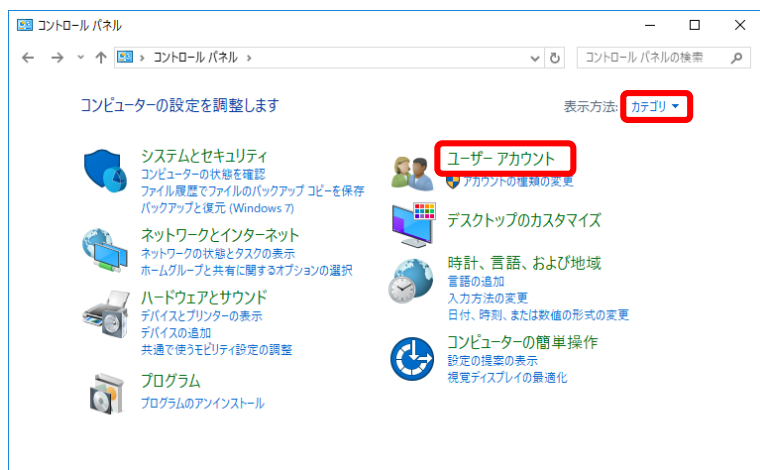 コントロール パネル
コントロール パネル
コントロール パネルの検索
コンピューターの設定を調整します
表示方法: カテゴリ
システムとセキュリティ
コンピューターの状態を確認
ファイル履歴でファイルのバックアップ コピーを保存
バックアップと復元 (Windows 7)
ネットワークとインターネット
ネットワークの状態とタスクの表示
ホームグループと共有に関するオプションの選択
ハードウェアとサウンド
デバイスとプリンターの表示
デバイスの追加
共通で使うモビリティ設定の調整
プログラム
プログラムのアンインストール
ユーザー アカウント
アカウントの種類の変更
デスクトップのカスタマイズ
時計、言語、および地域
言語の追加
入力方法の変更
日付、時刻、または数値の形式の変更
コンピューターの簡単操作
設定の提案の表示
視覚ディスプレイの最適化